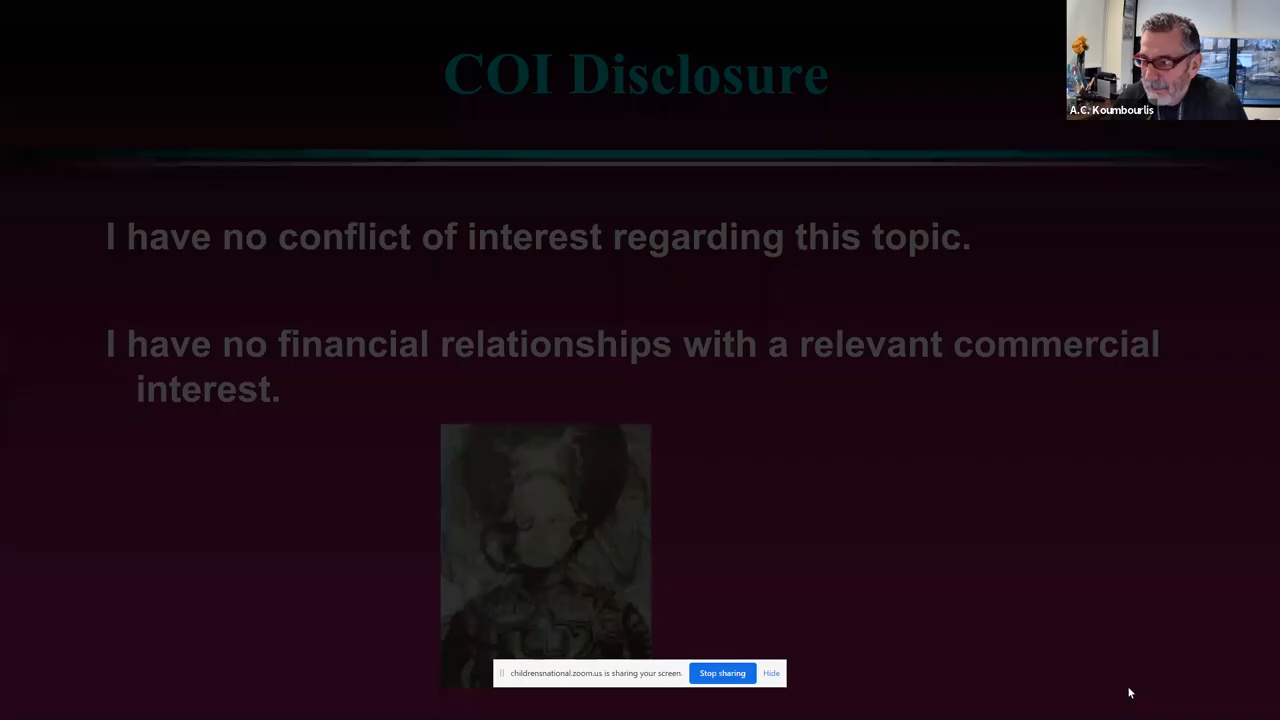 COI Disclosure
A.C. Koumbourlis
I have no conflict of interest regarding this topic.
I have no financial relationships with a relevant commercial
interest.
childrensnational.zoom.us is sharing your screen.
Stop sharing
Hide